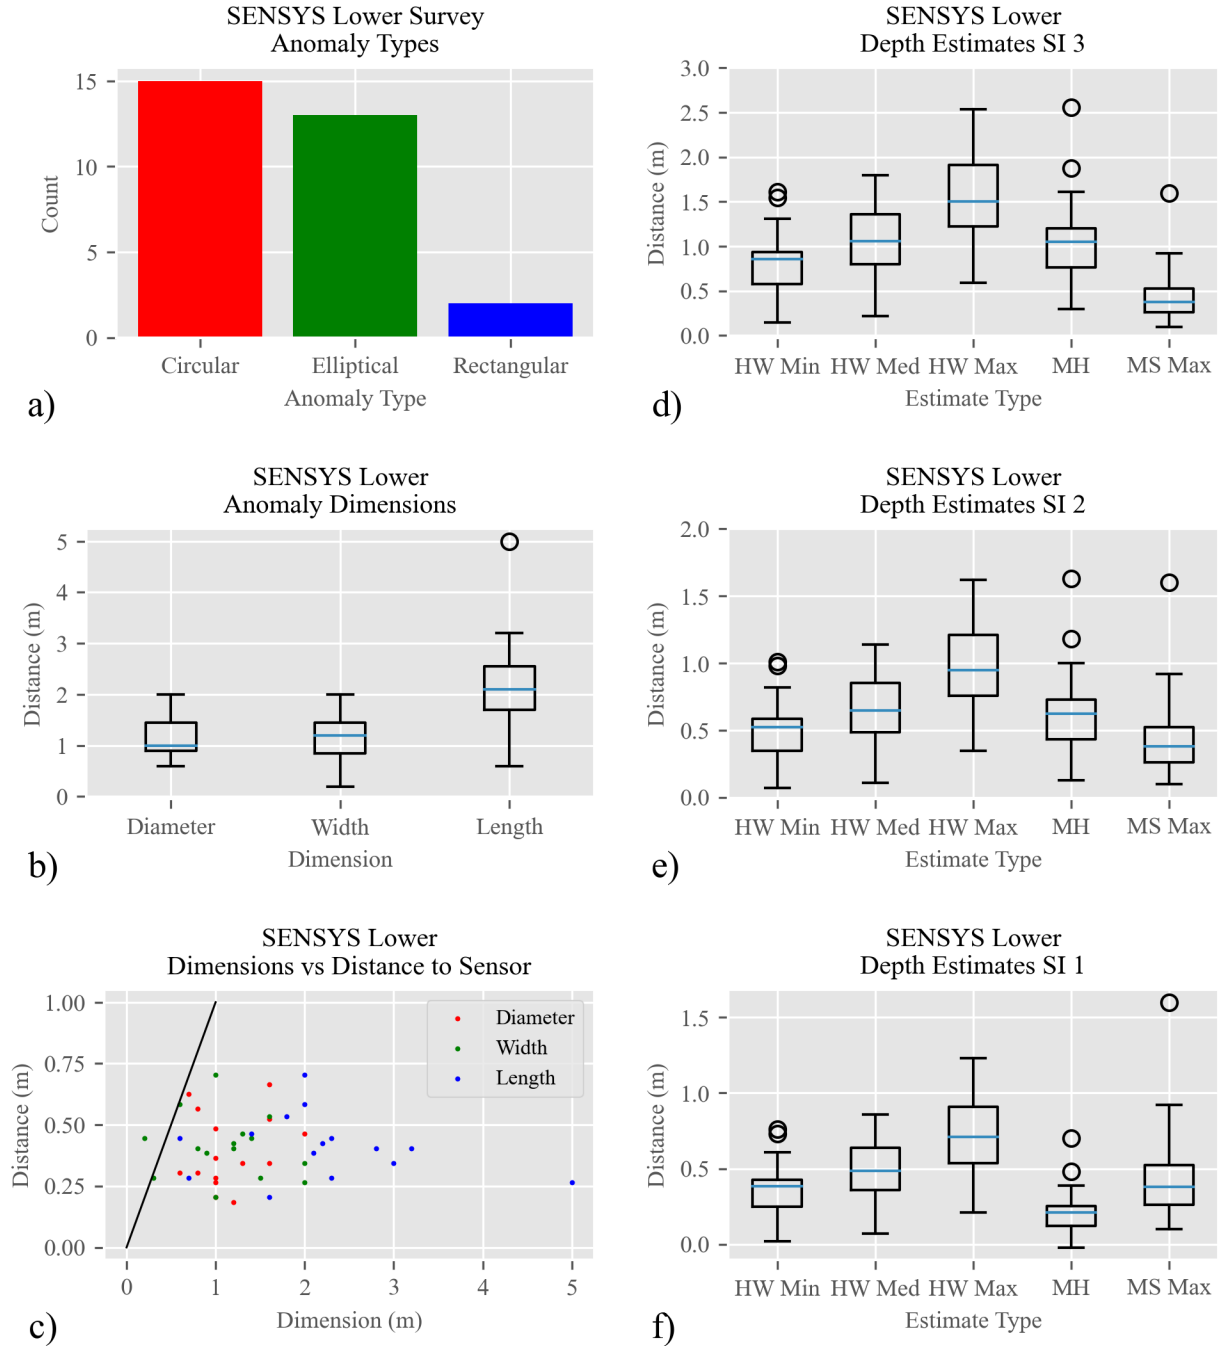 SENSYS Lower Survey
Anomaly Types
15
10
5
0
Count
Circular Elliptical Rectangular
Anomaly Type
a)
SENSYS Lower
Anomaly Dimensions
5
4
3
2
1
0
Distance (m)
Diameter Width Length
Dimension
b)
SENSYS Lower
Dimensions vs Distance to Sensor
1.00
0.75
0.50
0.25
0.00
Distance (m)
Diameter
Width
Length
0 1 2 3 4 5
Dimension (m)
c)
SENSYS Lower
Depth Estimates SI 3
3.0
2.5
2.0
1.5
1.0
0.5
0.0
Distance (m)
HW Min HW Med HW Max MH MS Max
Estimate Type
d)
SENSYS Lower
Depth Estimates SI 2
2.0
1.5
1.0
0.5
0.0
Distance (m)
HW Min HW Med HW Max MH MS Max
Estimate Type
e)
SENSYS Lower
Depth Estimates SI 1
1.5
1.0
0.5
0.0
Distance (m)
HW Min HW Med HW Max MH MS Max
Estimate Type
f)